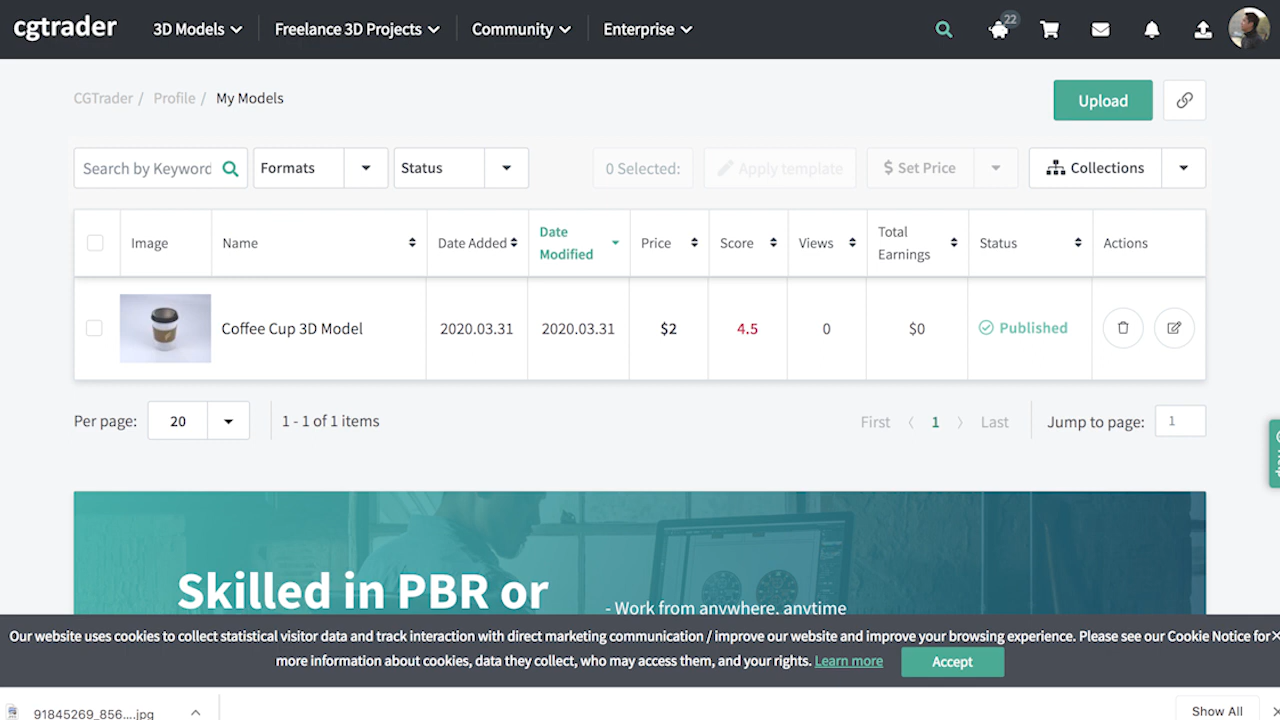 cgtrader 3D Models Freelance 3D Projects Community Enterprise 22
CGTrader / Profile / My Models Upload
Search by Keyword Formats Status 0 Selected: Apply template $ Set Price Collections
Image Name Date Added Date Modified Price Score Views Total Earnings Status Actions
Coffee Cup 3D Model 2020.03.31 2020.03.31 $2 4.5 0 $0 Published
Per page: 20 1 - 1 of 1 items First 1 Last Jump to page: 1
Skilled in PBR or
- Work from anywhere, anytime
Our website uses cookies to collect statistical visitor data and track interaction with direct marketing communication / improve our website and improve your browsing experience. Please see our Cookie Notice for
more information about cookies, data they collect, who may access them, and your rights. Learn more Accept
91845269_856....jpg Show All